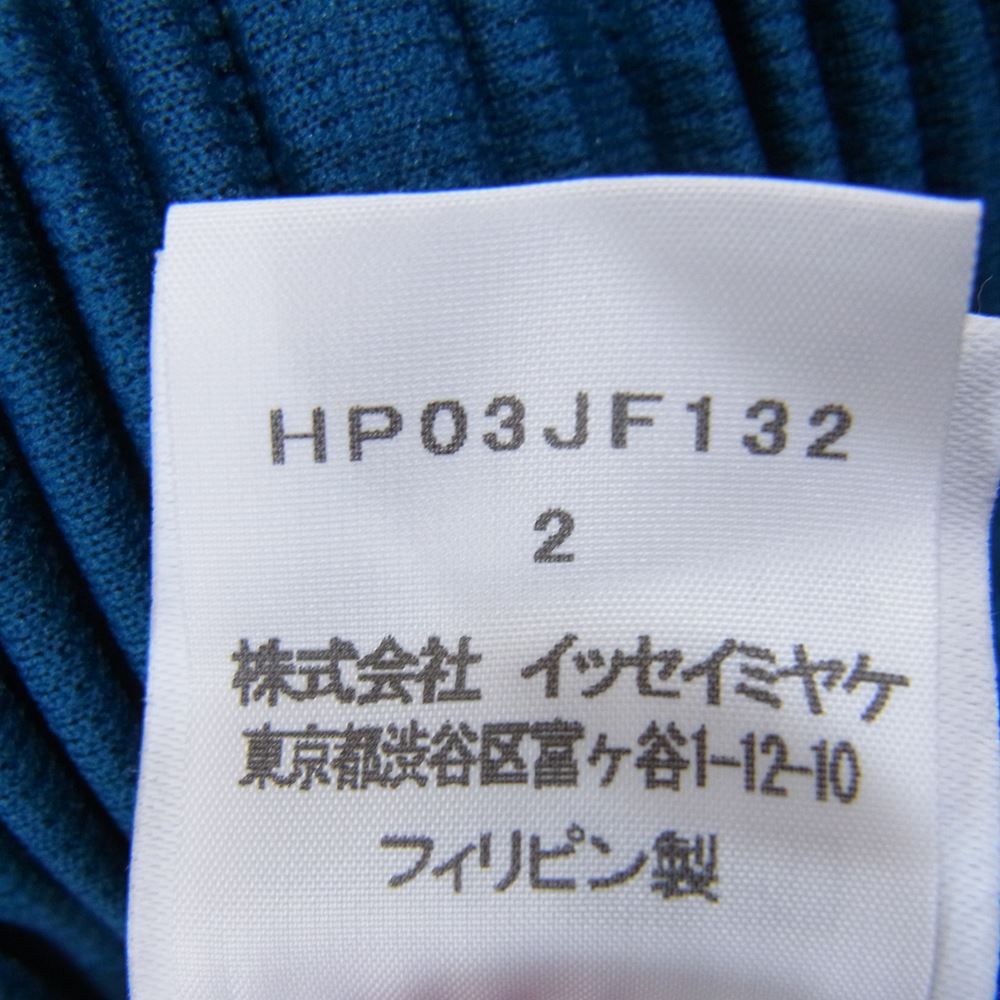 HP03JF132
2
株式会社 イッセイミヤケ
東京都渋谷区富ヶ谷1-12-10
フィリピン製